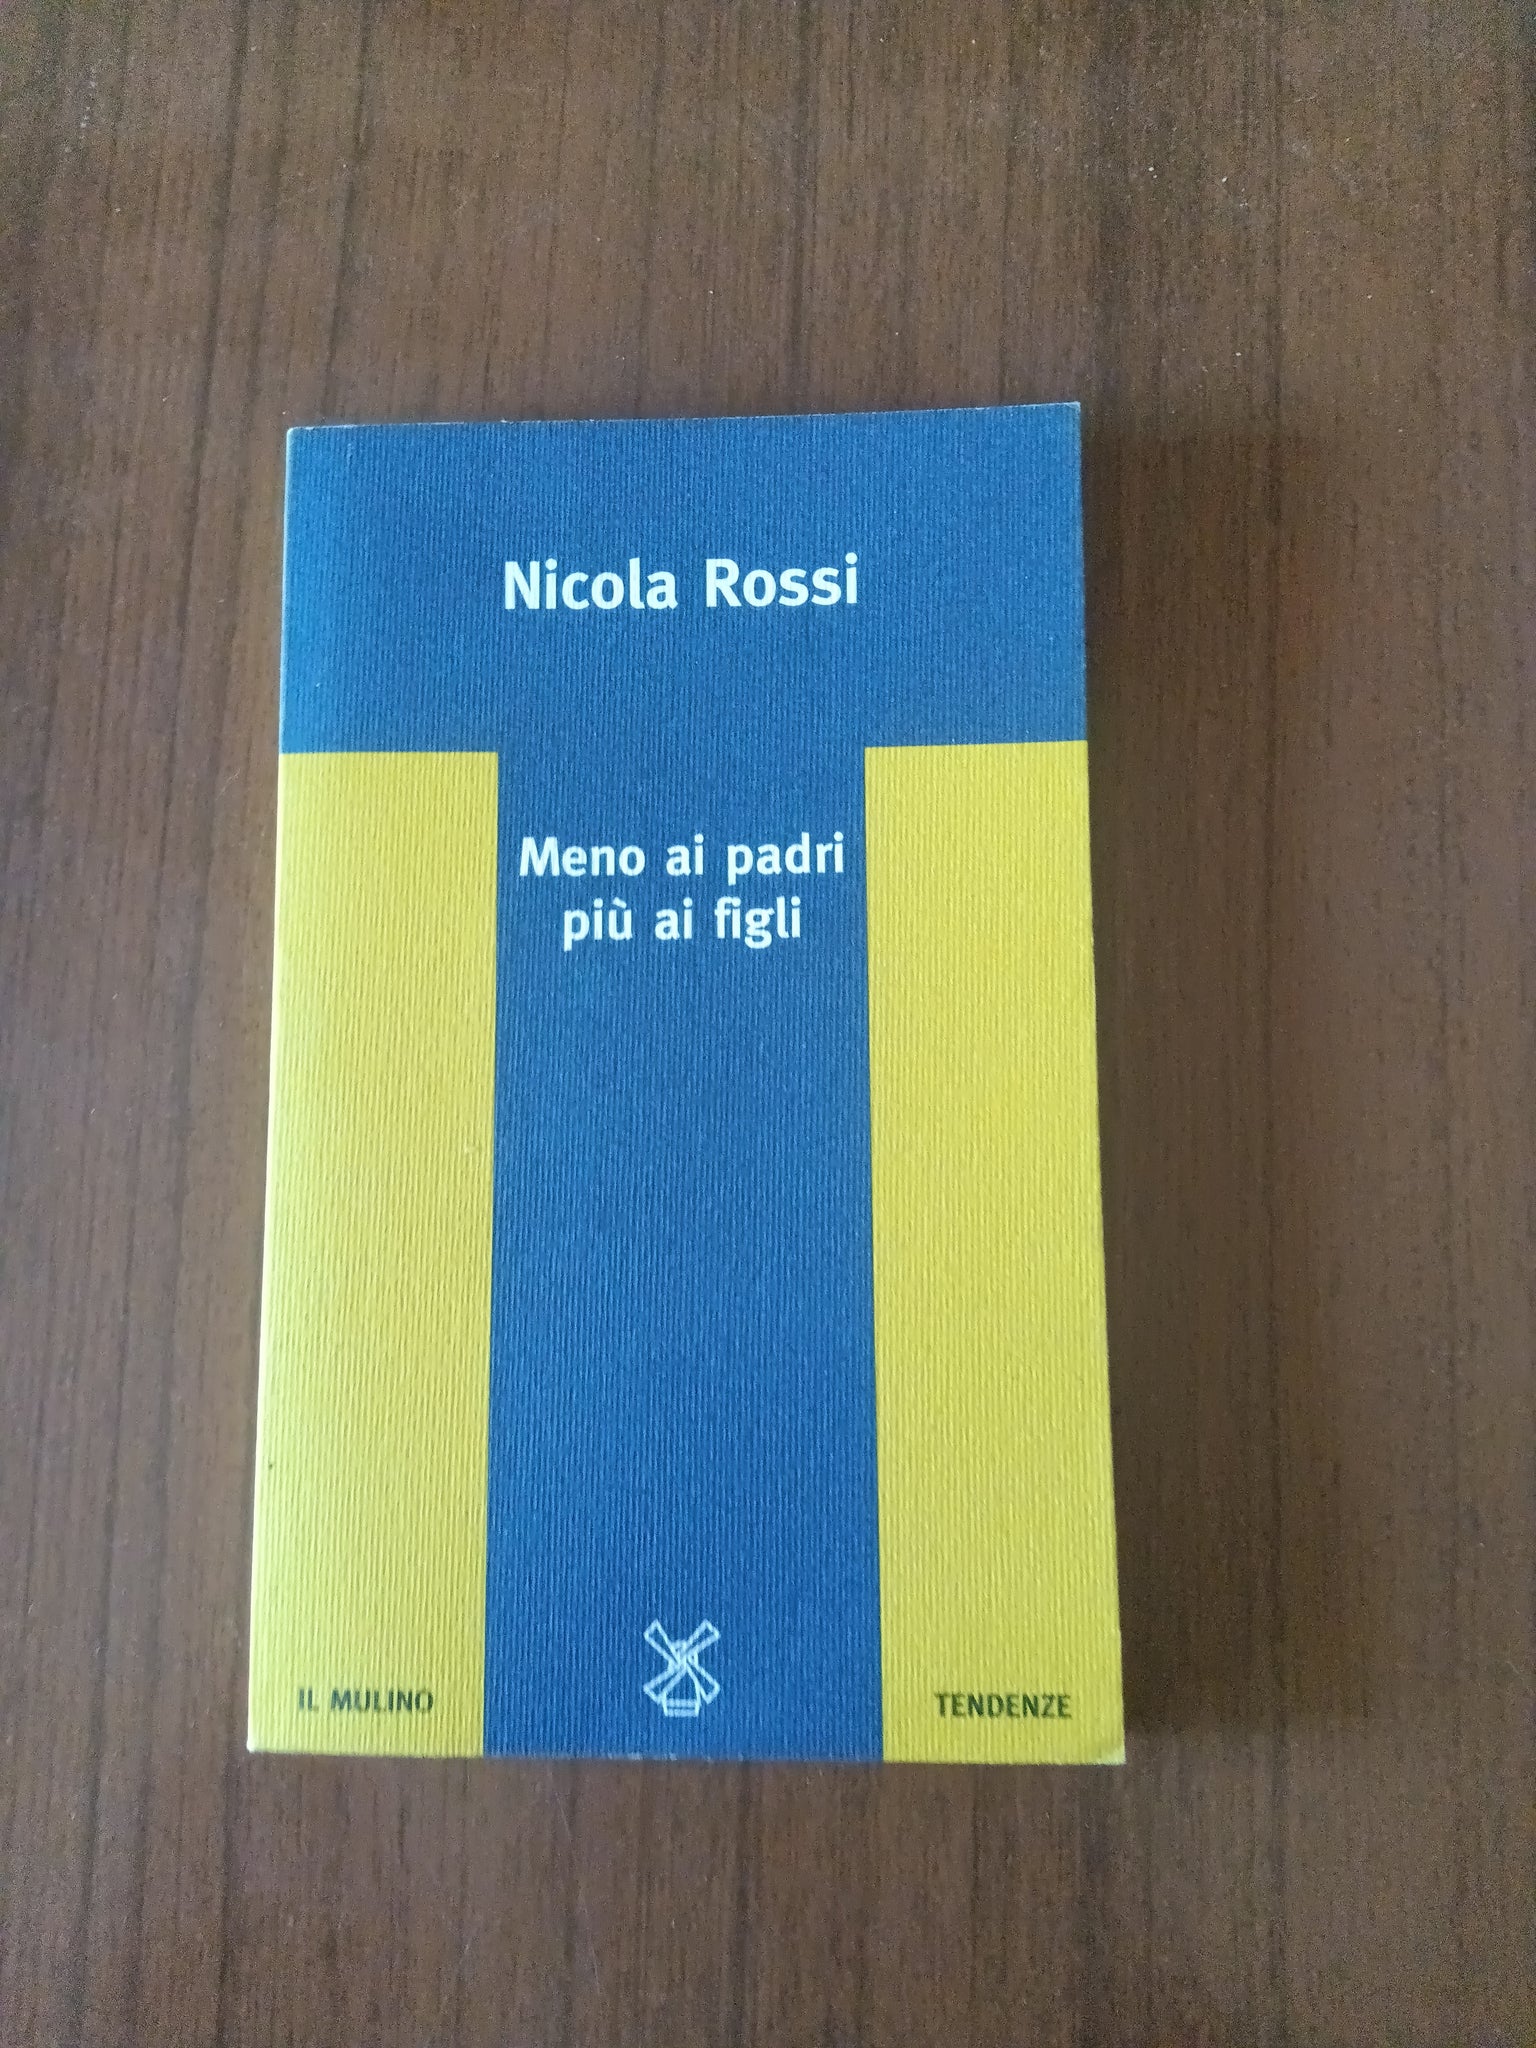 Nicola Rossi
Meno ai padri
più ai figli
IL MULINO
TENDENZE